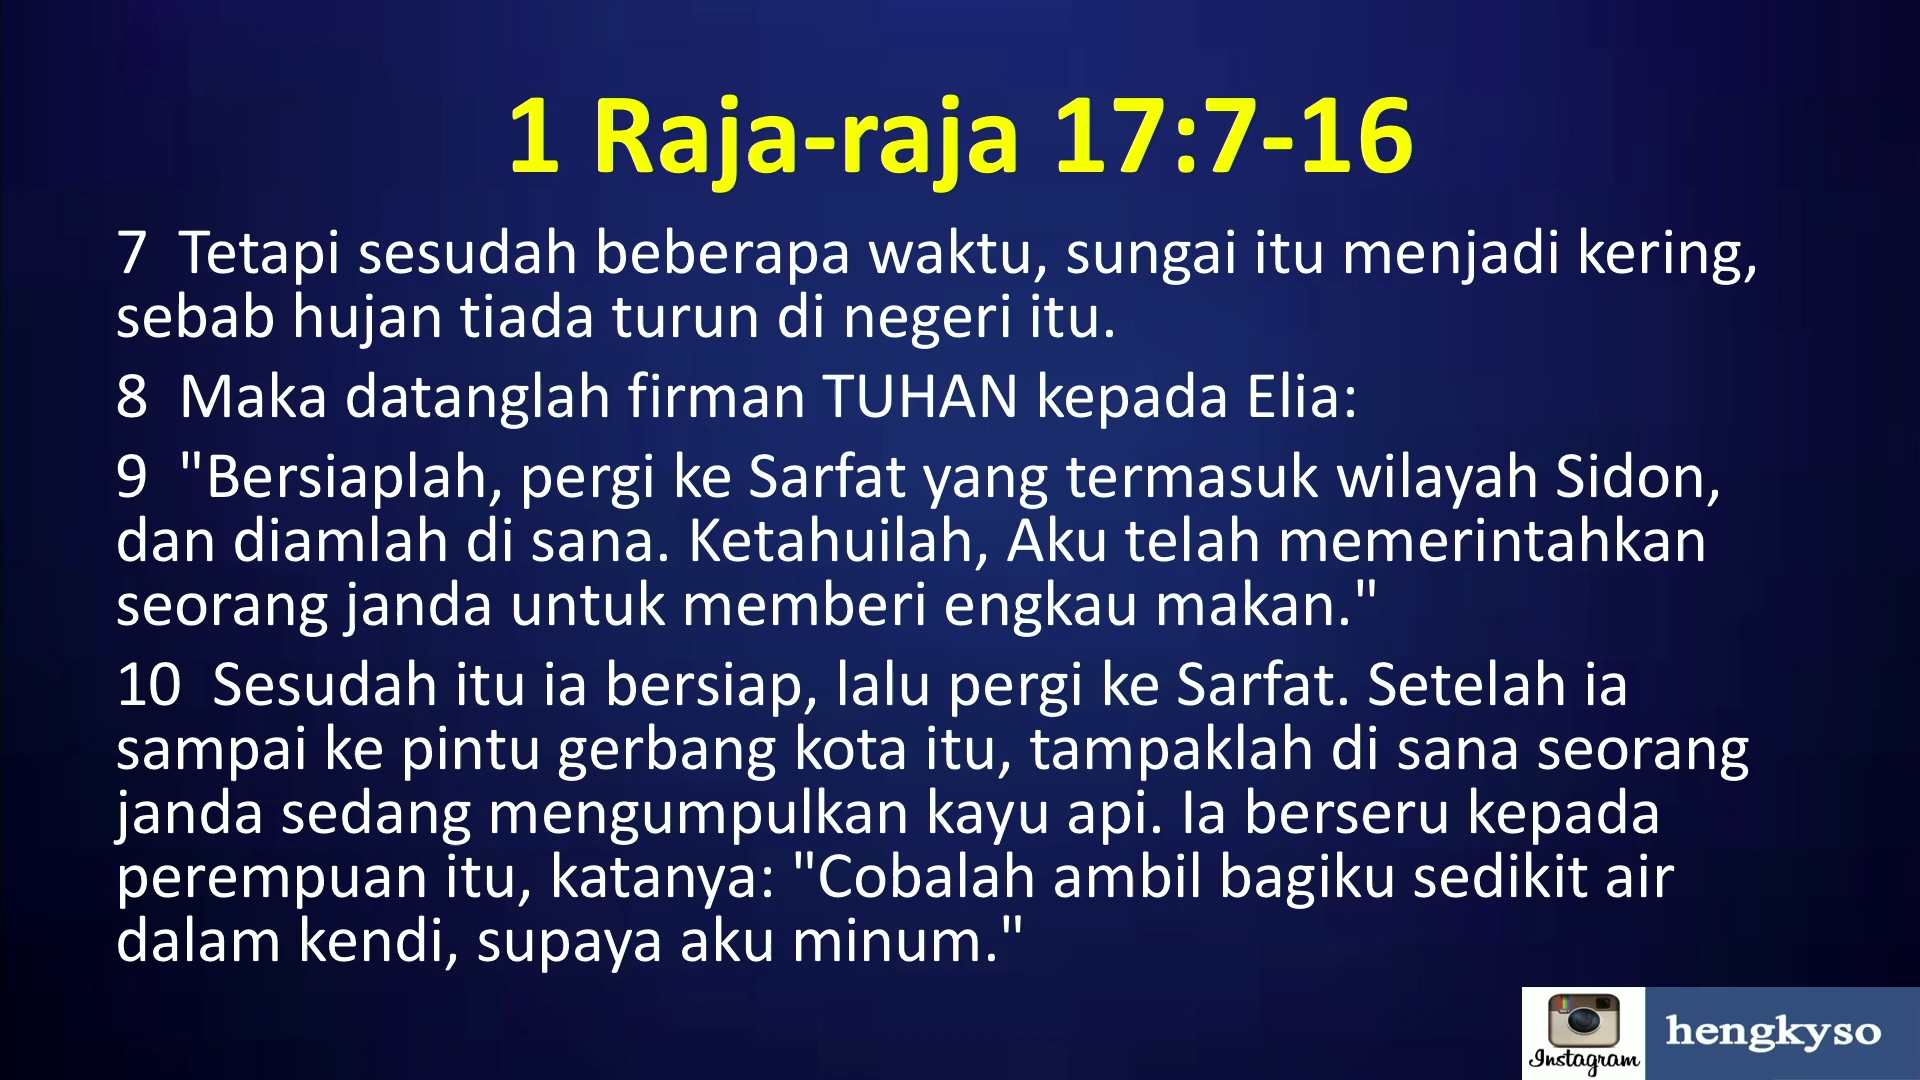 1 Raja-raja 17:7-16
7  Tetapi sesudah beberapa waktu, sungai itu menjadi kering,
sebab hujan tiada turun di negeri itu.
8  Maka datanglah firman TUHAN kepada Elia:
9  "Bersiaplah, pergi ke Sarfat yang termasuk wilayah Sidon,
dan diamlah di sana. Ketahuilah, Aku telah memerintahkan
seorang janda untuk memberi engkau makan."
10  Sesudah itu ia bersiap, lalu pergi ke Sarfat. Setelah ia
sampai ke pintu gerbang kota itu, tampaklah di sana seorang
janda sedang mengumpulkan kayu api. Ia berseru kepada
perempuan itu, katanya: "Cobalah ambil bagiku sedikit air
dalam kendi, supaya aku minum."
Instagram
hengkyso